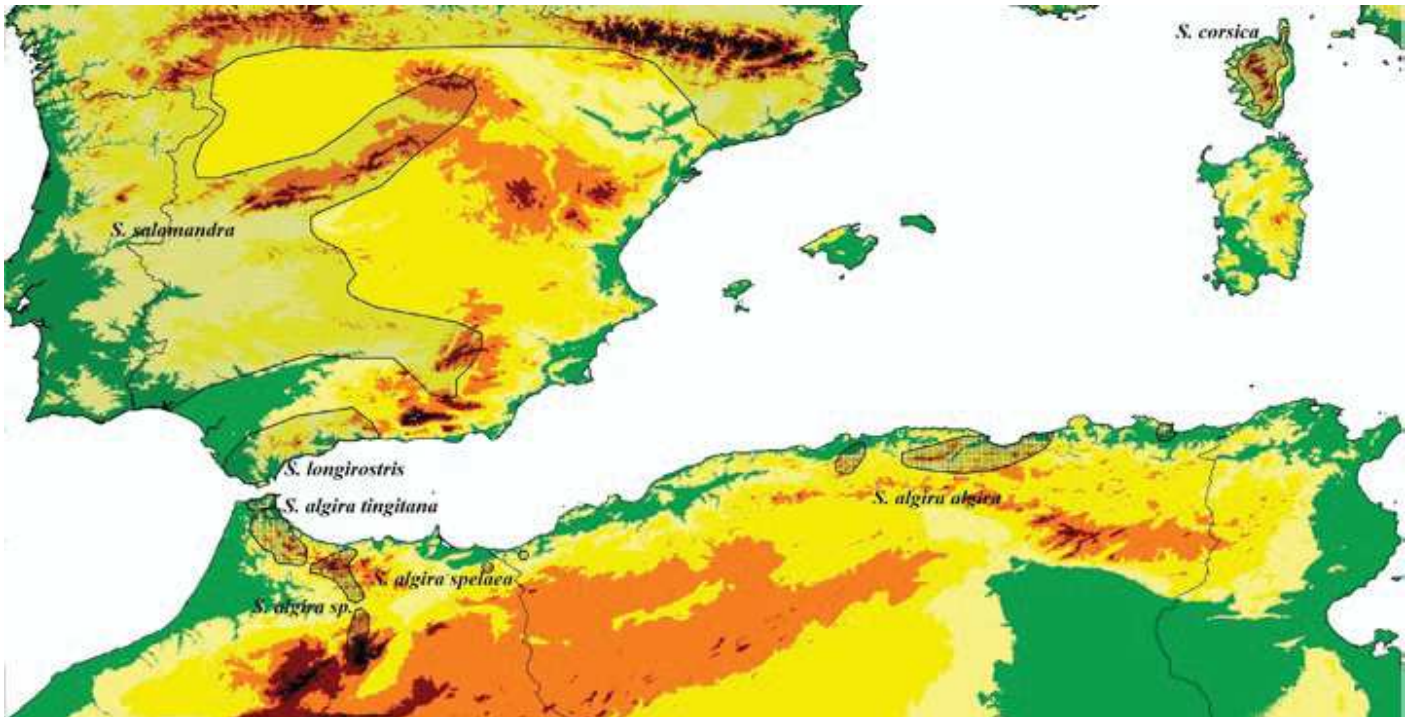 S. corsica
S. salamandra
S. longirostris
S. algira tingitana
S. algira algira
S. algira spelaea
S. algira sp.